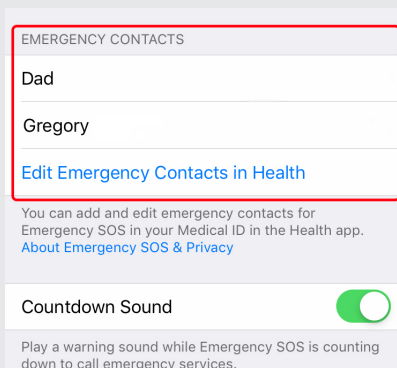 EMERGENCY CONTACTS
Dad
Gregory
Edit Emergency Contacts in Health
You can add and edit emergency contacts for
Emergency SOS in your Medical ID in the Health app.
About Emergency SOS & Privacy
Countdown Sound
Play a warning sound while Emergency SOS is counting
down to call emergency services.